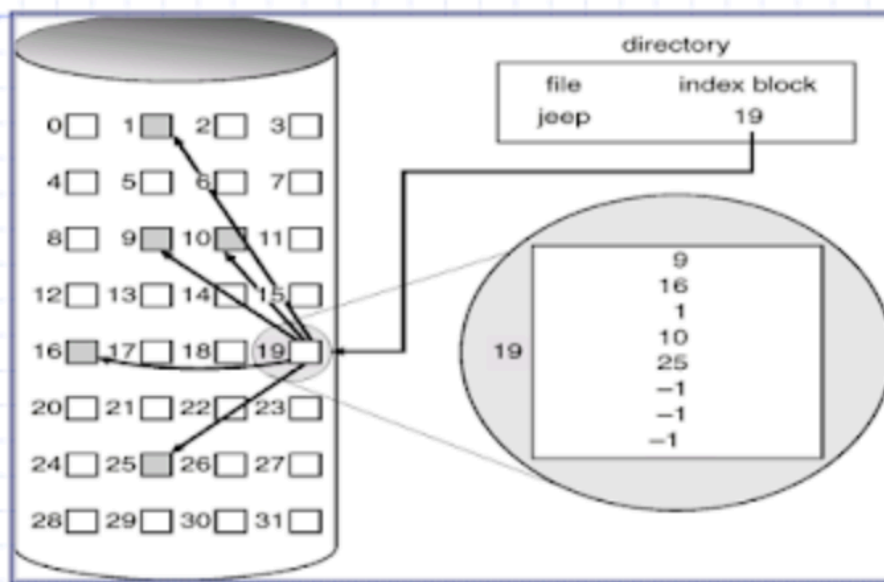 directory
file index block
jeep 19
0 1 2 3
4 5 6 7
8 9 10 11
12 13 14 15
16 17 18 19
20 21 22 23
24 25 26 27
28 29 30 31
19
9
16
1
10
25
–1
–1
–1